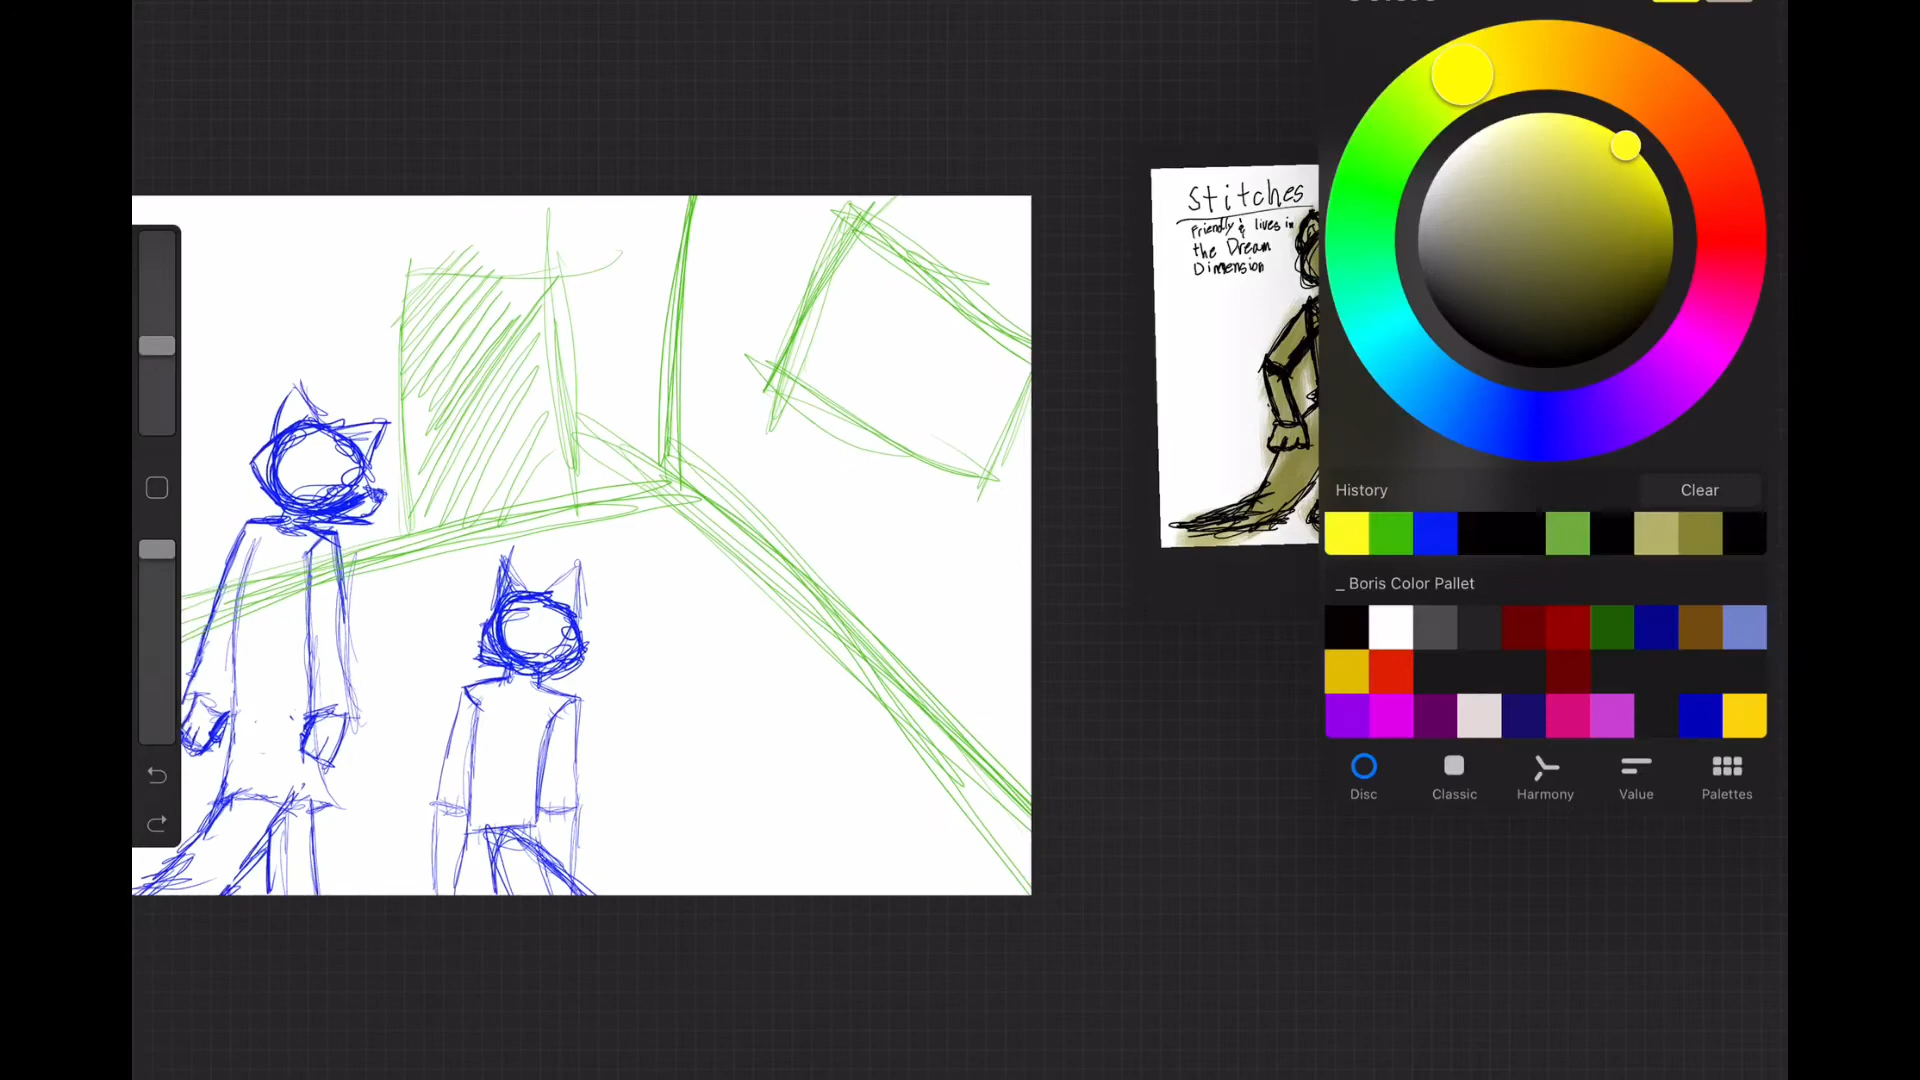 Stitches
Friendly & lives in
the Dream
Dimension
History
Clear
_ Boris Color Pallet
Disc
Classic
Harmony
Value
Palettes